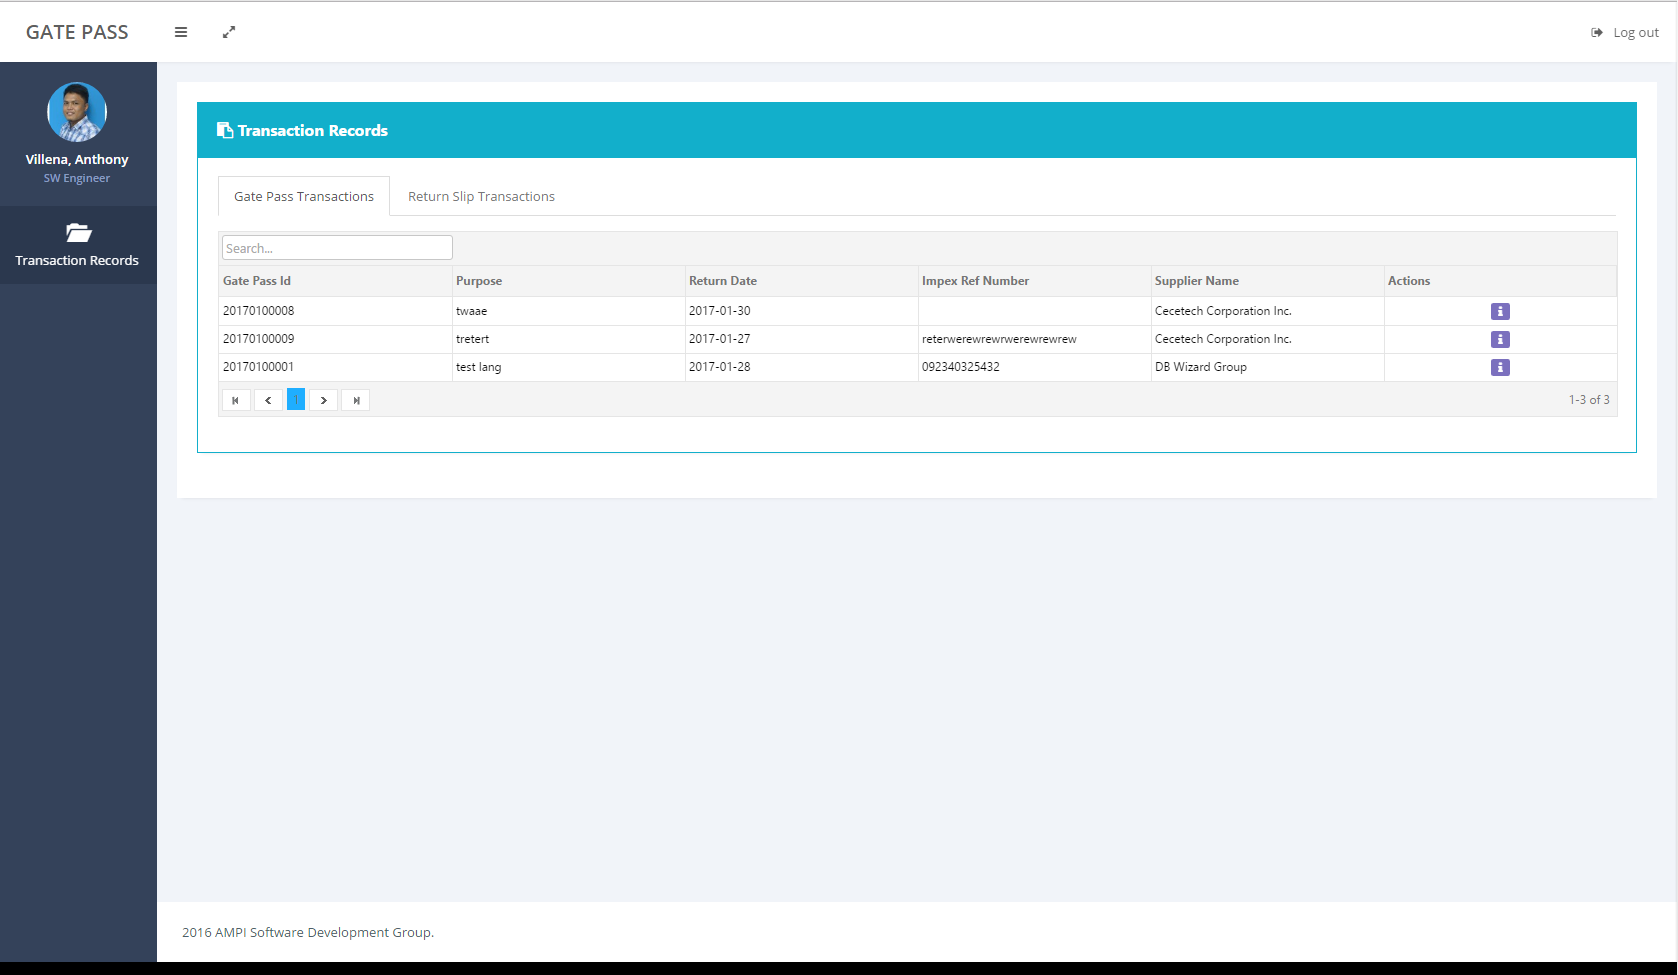 GATE PASS
Log out
Villena, Anthony
SW Engineer
Transaction Records
Transaction Records
Gate Pass Transactions Return Slip Transactions
Search...
Gate Pass Id Purpose Return Date Impex Ref Number Supplier Name Actions
20170100008 twaae 2017-01-30 Cecetech Corporation Inc.
20170100009 tretert 2017-01-27 reterwerewrewrwerewrewrew Cecetech Corporation Inc.
20170100001 test lang 2017-01-28 092340325432 DB Wizard Group
1 1-3 of 3
2016 AMPI Software Development Group.